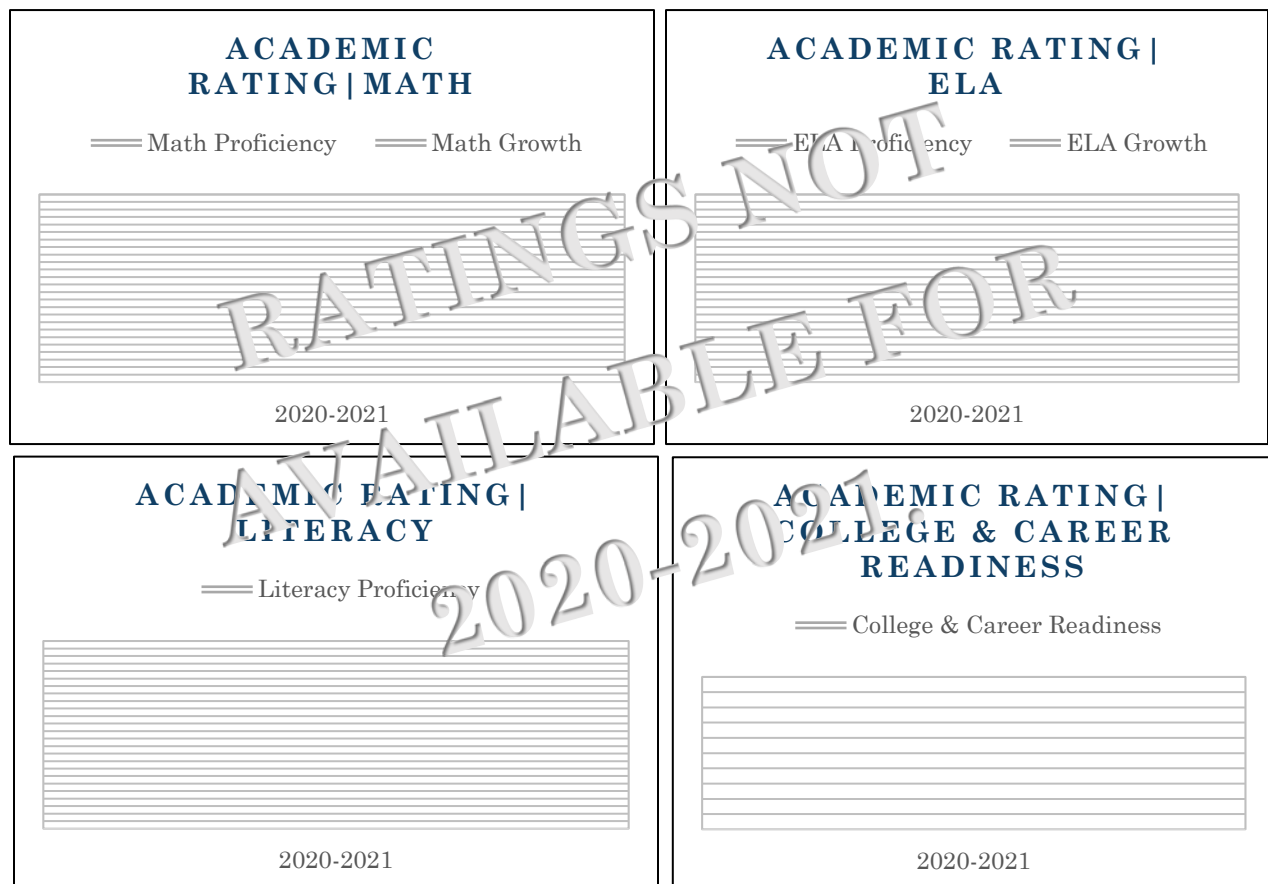 ACADEMIC
RATING|MATH
Math Proficiency Math Growth
2020-2021
ACADEMIC RATING|
ELA
ELA Proficiency ELA Growth
2020-2021
ACADEMIC RATING|
LITERACY
Literacy Proficiency
2020-2021
ACADEMIC RATING|
COLLEGE & CAREER
READINESS
College & Career Readiness
2020-2021
RATINGS NOT
AVAILABLE FOR
2020-2021.